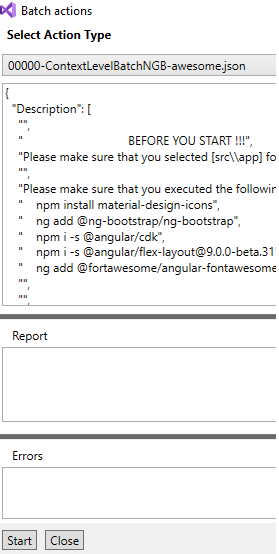 Batch actions
Select Action Type
00000-ContextLevelBatchNGB-awesome.json
{
"Description": [
"",
" BEFORE YOU START !!!",
"Please make sure that you selected [src\\app] fo
"",
"Please make sure that you executed the following
" npm install material-design-icons",
" ng add @ng-bootstrap/ng-bootstrap",
" npm i -s @angular/cdk",
" npm i -s @angular/flex-layout@9.0.0-beta.31"
" ng add @fortawesome/angular-fontawesome
"",
"",
Report
Errors
Start Close